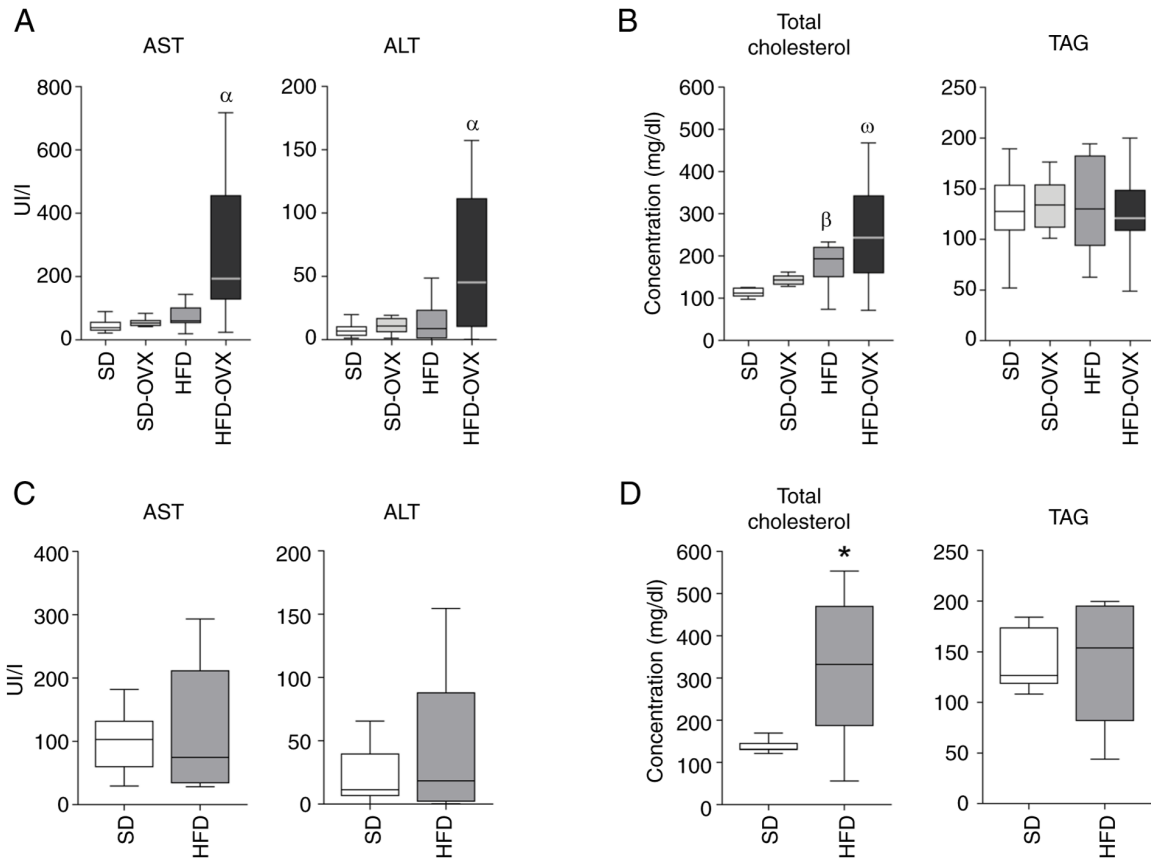 A
AST
UI/l
800
600
400
200
0
α
SD
SD-OVX
HFD
HFD-OVX
ALT
200
150
100
50
0
α
SD
SD-OVX
HFD
HFD-OVX
B
Total
cholesterol
Concentration (mg/dl)
600
500
400
300
200
100
0
β
ω
SD
SD-OVX
HFD
HFD-OVX
TAG
250
200
150
100
50
0
SD
SD-OVX
HFD
HFD-OVX
C
AST
UI/l
400
300
200
100
0
SD
HFD
ALT
200
150
100
50
0
SD
HFD
D
Total
cholesterol
Concentration (mg/dl)
600
500
400
300
200
100
0
*
SD
HFD
TAG
250
200
150
100
50
0
SD
HFD